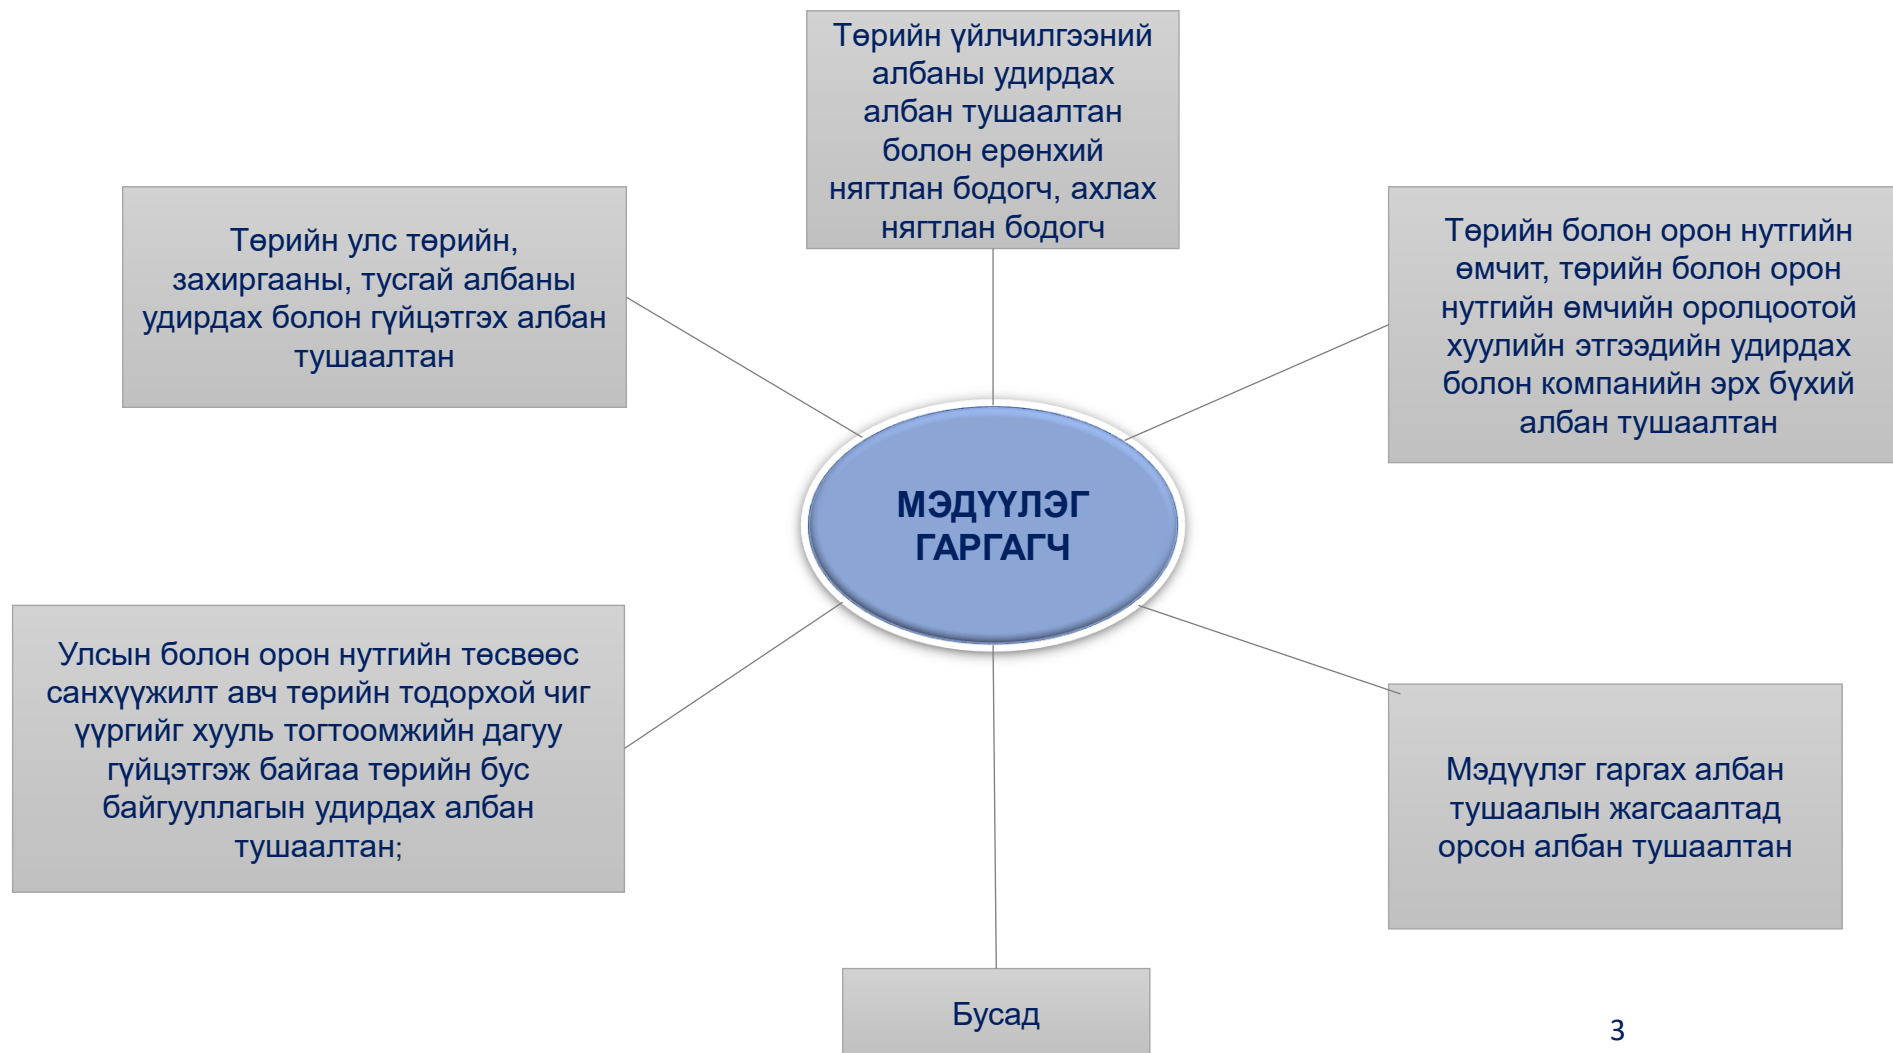 Төрийн үйлчилгээний
албаны удирдах
албан тушаалтан
болон ерөнхий
нягтлан бодогч, ахлах
нягтлан бодогч
Төрийн улс төрийн,
захиргааны, тусгай албаны
удирдах болон гүйцэтгэх албан
тушаалтан
Төрийн болон орон нутгийн
өмчит, төрийн болон орон
нутгийн өмчийн оролцоотой
хуулийн этгээдийн удирдах
болон компанийн эрх бүхий
албан тушаалтан
МЭДҮҮЛЭГ
ГАРГАГЧ
Улсын болон орон нутгийн төсвөөс
санхүүжилт авч төрийн тодорхой чиг
үүргийг хууль тогтоомжийн дагуу
гүйцэтгэж байгаа төрийн бус
байгууллагын удирдах албан
тушаалтан;
Мэдүүлэг гаргах албан
тушаалын жагсаалтад
орсон албан тушаалтан
Бусад
3